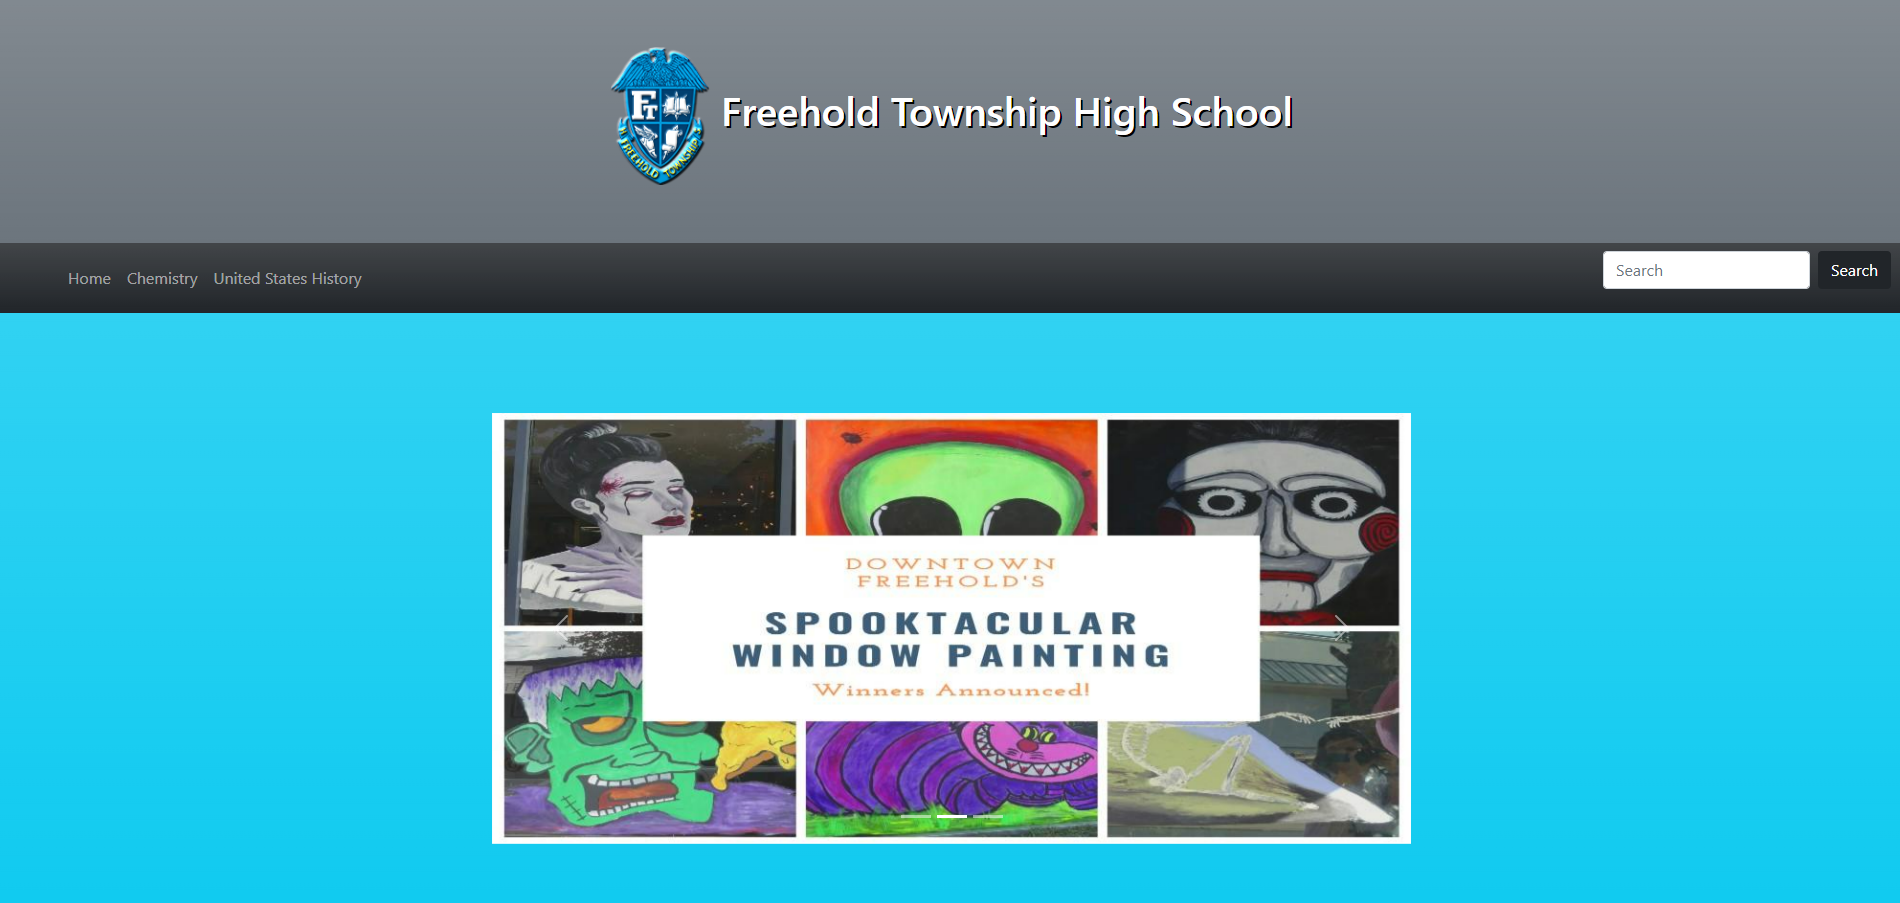 FT
FREEHOLD TOWNSHIP
Freehold Township High School
Home Chemistry United States History
Search Search
DOWNTOWN
FREEHOLD'S
SPOOKTACULAR
WINDOW PAINTING
Winners Announced!